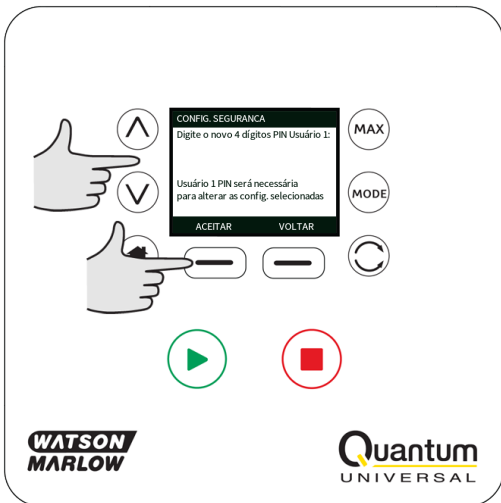 CONFIG. SEGURANCA
Digite o novo 4 dígitos PIN Usuário 1:
MAX
Usuário 1 PIN será necessária
para alterar as config. selecionadas
MODE
ACEITAR VOLTAR
WATSON
MARLOW
Quantum
UNIVERSAL